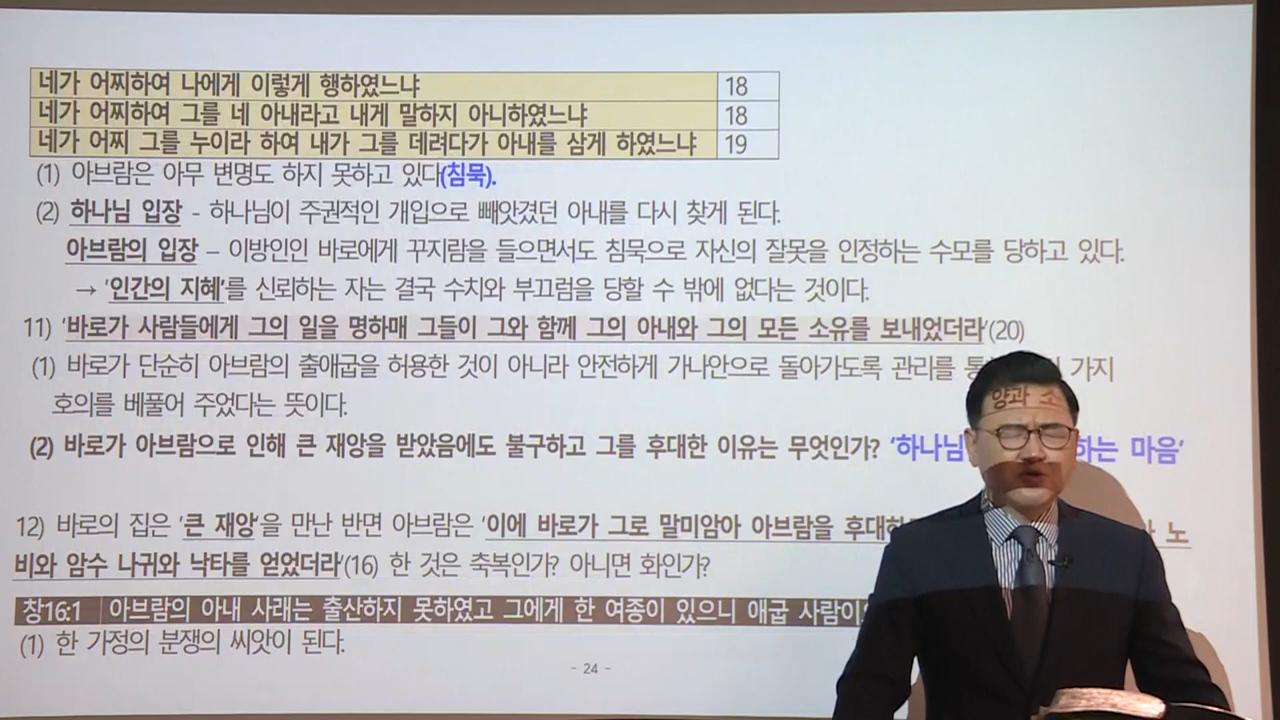 네가 어찌하여 나에게 이렇게 행하였느냐 18
네가 어찌하여 그를 네 아내라고 내게 말하지 아니하였느냐 18
네가 어찌 그를 누이라 하여 내가 그를 데려다가 아내를 삼게 하였느냐 19
(1) 아브람은 아무 변명도 하지 못하고 있다(침묵).
(2) 하나님 입장 - 하나님이 주권적인 개입으로 빼앗겼던 아내를 다시 찾게 된다.
아브람의 입장 – 이방인인 바로에게 꾸지람을 들으면서도 침묵으로 자신의 잘못을 인정하는 수모를 당하고 있다.
→ '인간의 지혜'를 신뢰하는 자는 결국 수치와 부끄럼을 당할 수 밖에 없다는 것이다.
11) '바로가 사람들에게 그의 일을 명하매 그들이 그와 함께 그의 아내와 그의 모든 소유를 보내었더라'(20)
(1) 바로가 단순히 아브람의 출애굽을 허용한 것이 아니라 안전하게 가나안으로 돌아가도록 관리를 가지
호의를 베풀어 주었다는 뜻이다.
(2) 바로가 아브람으로 인해 큰 재앙을 받았음에도 불구하고 그를 후대한 이유는 무엇인가? '하나님 하는 마음'
12) 바로의 집은 '큰 재앙'을 만난 반면 아브람은 '이에 바로가 그로 말미암아 아브람을 양과 소 노
비와 암수 나귀와 낙타를 얻었더라'(16) 한 것은 축복인가? 아니면 화인가?
창16:1 아브람의 아내 사래는 출산하지 못하였고 그에게 한 여종이 있으니 애굽
(1) 한 가정의 분쟁의 씨앗이 된다.
- 24 -